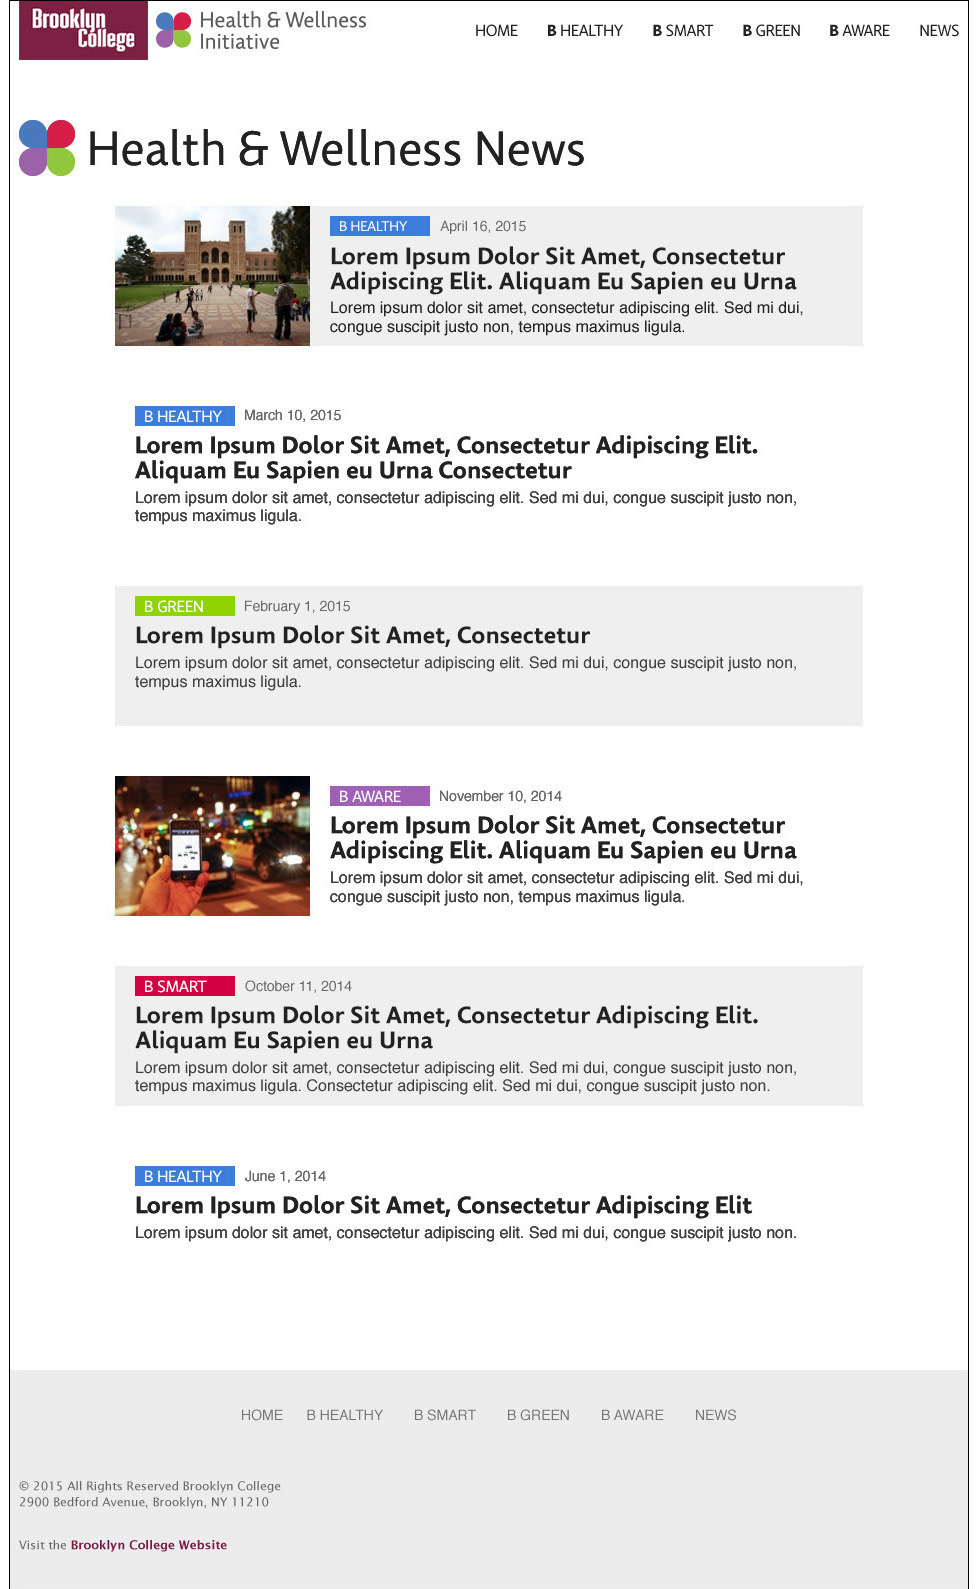 Brooklyn
College
Health & Wellness
Initiative
HOME B HEALTHY B SMART B GREEN B AWARE NEWS
Health & Wellness News
B HEALTHY April 16, 2015
Lorem Ipsum Dolor Sit Amet, Consectetur
Adipiscing Elit. Aliquam Eu Sapien eu Urna
Lorem ipsum dolor sit amet, consectetur adipiscing elit. Sed mi dui,
congue suscipit justo non, tempus maximus ligula.
B HEALTHY March 10, 2015
Lorem Ipsum Dolor Sit Amet, Consectetur Adipiscing Elit.
Aliquam Eu Sapien eu Urna Consectetur
Lorem ipsum dolor sit amet, consectetur adipiscing elit. Sed mi dui, congue suscipit justo non,
tempus maximus ligula.
B GREEN February 1, 2015
Lorem Ipsum Dolor Sit Amet, Consectetur
Lorem ipsum dolor sit amet, consectetur adipiscing elit. Sed mi dui, congue suscipit justo non,
tempus maximus ligula.
B AWARE November 10, 2014
Lorem Ipsum Dolor Sit Amet, Consectetur
Adipiscing Elit. Aliquam Eu Sapien eu Urna
Lorem ipsum dolor sit amet, consectetur adipiscing elit. Sed mi dui,
congue suscipit justo non, tempus maximus ligula.
B SMART October 11, 2014
Lorem Ipsum Dolor Sit Amet, Consectetur Adipiscing Elit.
Aliquam Eu Sapien eu Urna
Lorem ipsum dolor sit amet, consectetur adipiscing elit. Sed mi dui, congue suscipit justo non,
tempus maximus ligula. Consectetur adipiscing elit. Sed mi dui, congue suscipit justo non.
B HEALTHY June 1, 2014
Lorem Ipsum Dolor Sit Amet, Consectetur Adipiscing Elit
Lorem ipsum dolor sit amet, consectetur adipiscing elit. Sed mi dui, congue suscipit justo non.
HOME B HEALTHY B SMART B GREEN B AWARE NEWS
© 2015 All Rights Reserved Brooklyn College
2900 Bedford Avenue, Brooklyn, NY 11210
Visit the Brooklyn College Website